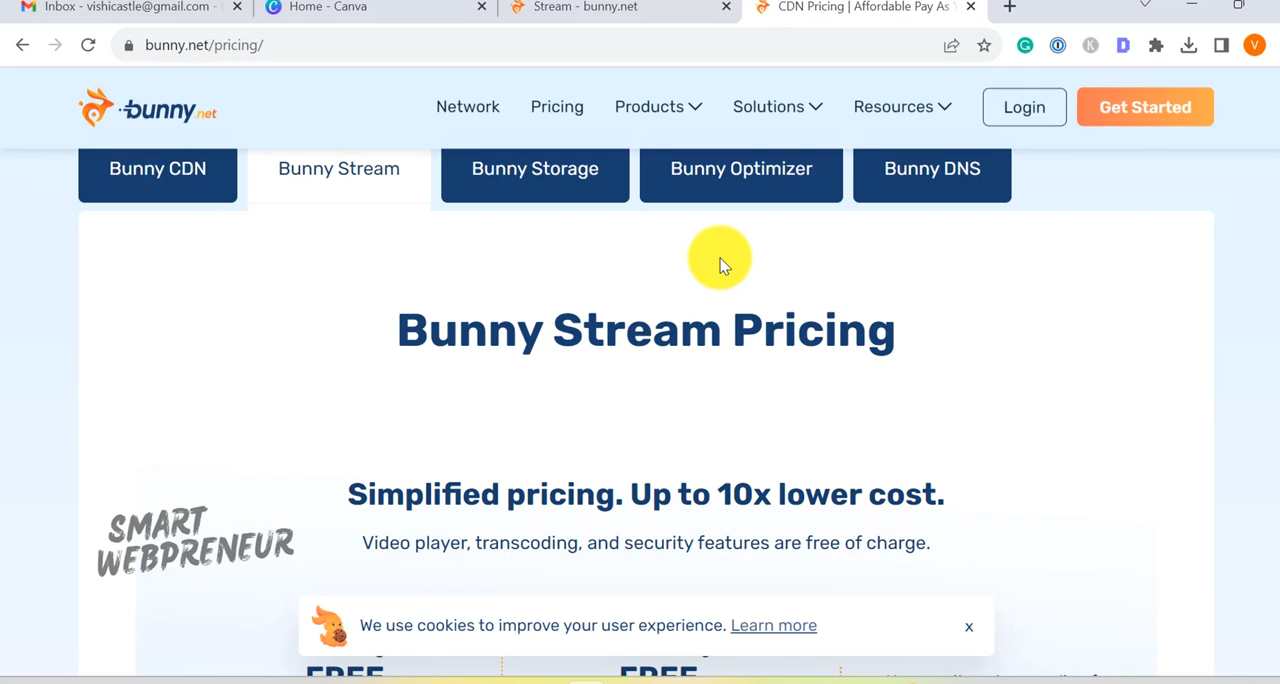 Inbox - vishicastle@gmail.com -
Home - Canva
Stream - bunny.net
CDN Pricing | Affordable Pay As
bunny.net/pricing/
V
bunny.net
Network
Pricing
Products
Solutions
Resources
Login
Get Started
Bunny CDN
Bunny Stream
Bunny Storage
Bunny Optimizer
Bunny DNS
Bunny Stream Pricing
Simplified pricing. Up to 10x lower cost.
Video player, transcoding, and security features are free of charge.
SMART
WEBPRENEUR
We use cookies to improve your user experience. Learn more
x
FREE
FREE